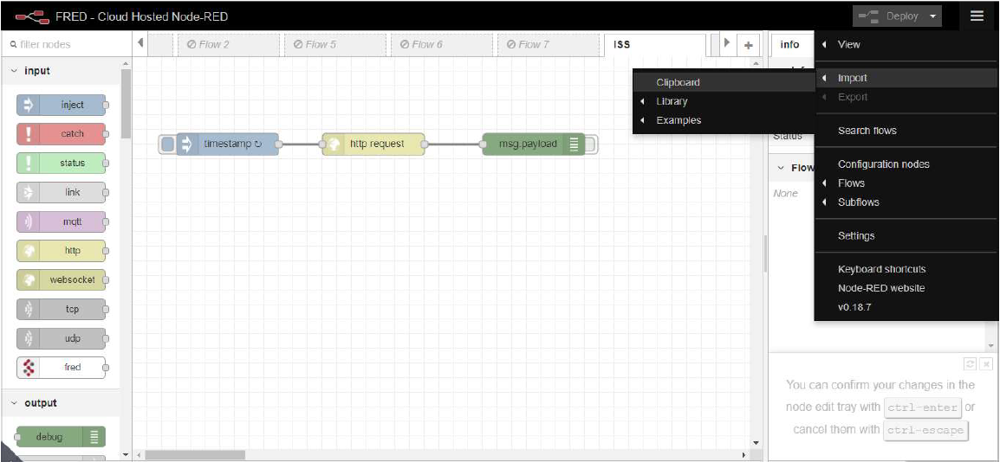 FRED - Cloud Hosted Node-RED
Deploy
filter nodes
Flow 2
Flow 5
Flow 6
Flow 7
ISS
+
info
input
inject
catch
status
link
mqtt
http
websocket
tcp
udp
fred
output
debug
timestamp ↻
http request
msg.payload
Clipboard
Library
Examples
View
Import
Export
Search flows
Configuration nodes
Flows
Subflows
Settings
Keyboard shortcuts
Node-RED website
v0.18.7
Status
Flow
None
You can confirm your changes in the
node edit tray with ctrl-enter or
cancel them with ctrl-escape